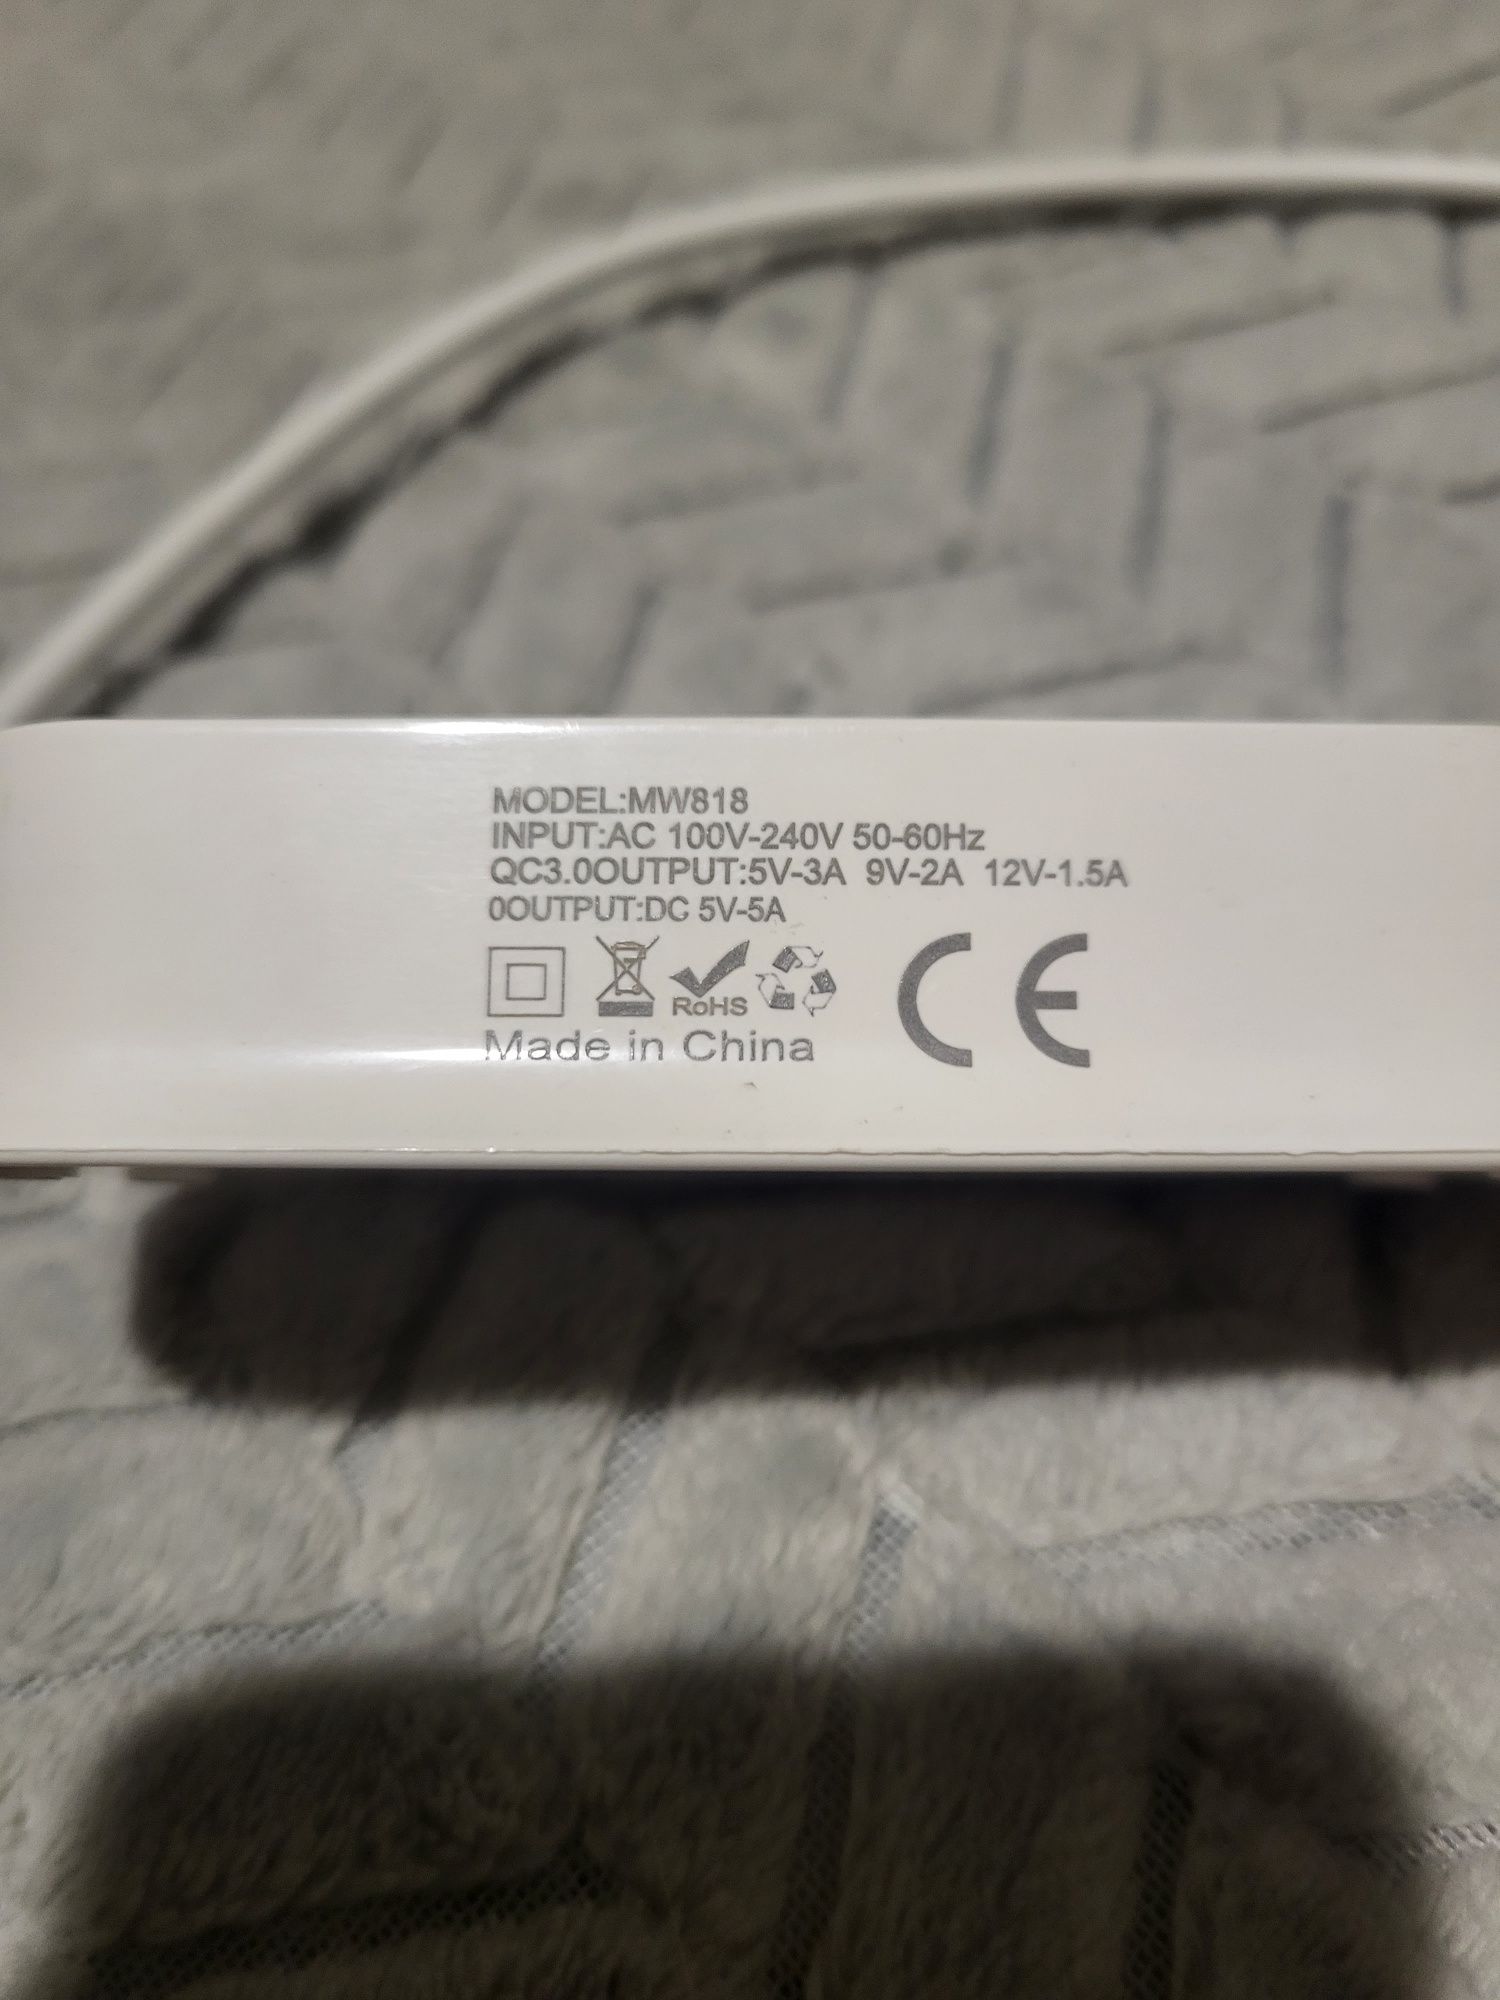 MODEL:MW818
INPUT:AC 100V-240V 50-60Hz
QC3.0OUTPUT:5V-3A 9V-2A 12V-1.5A
0OUTPUT:DC 5V-5A
RoHS
CE
Made in China